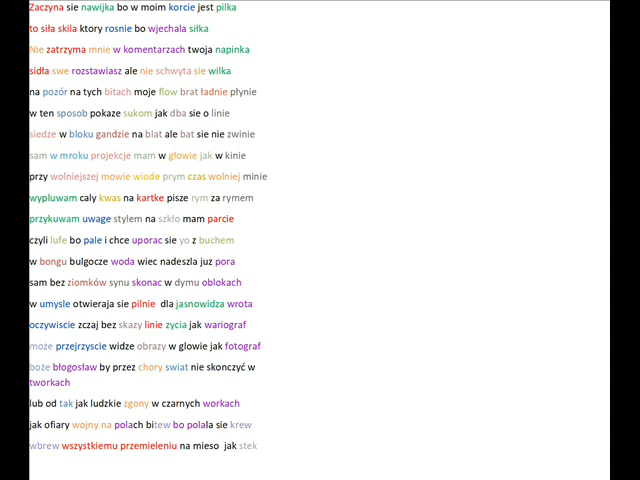 Zaczyna sie nawijka bo w moim korcie jest pilka
to siła skila ktory rosnie bo wjechala siłka
Nie zatrzyma mnie w komentarzach twoja napinka
sidła swe rozstawiasz ale nie schwyta sie wilka
na pozór na tych bitach moje flow brat ładnie płynie
w ten sposob pokaze sukom jak dba sie o linie
siedze w bloku gandzie na blat ale bat sie nie zwinie
sam w mroku projekcje mam w głowie jak w kinie
przy wolniejszej mowie wiode prym czas wolniej minie
wypluwam caly kwas na kartke pisze rym za rymem
przykuwam uwage stylem na szkło mam parcie
czyli lufe bo pale i chce uporac sie yo z buchem
w bongu bulgocze woda wiec nadeszla juz pora
sam bez ziomków synu skonac w dymu oblokach
w umysle otwieraja sie pilnie dla jasnowidza wrota
oczywiscie zczaj bez skazy linie zycia jak wariograf
może przejrzyscie widze obrazy w glowie jak fotograf
boże błogosław by przez chory swiat nie skonczyć w
tworkach
lub od tak jak ludzkie zgony w czarnych workach
jak ofiary wojny na polach bitew bo polala sie krew
wbrew wszystkiemu przemieleniu na mieso jak stek